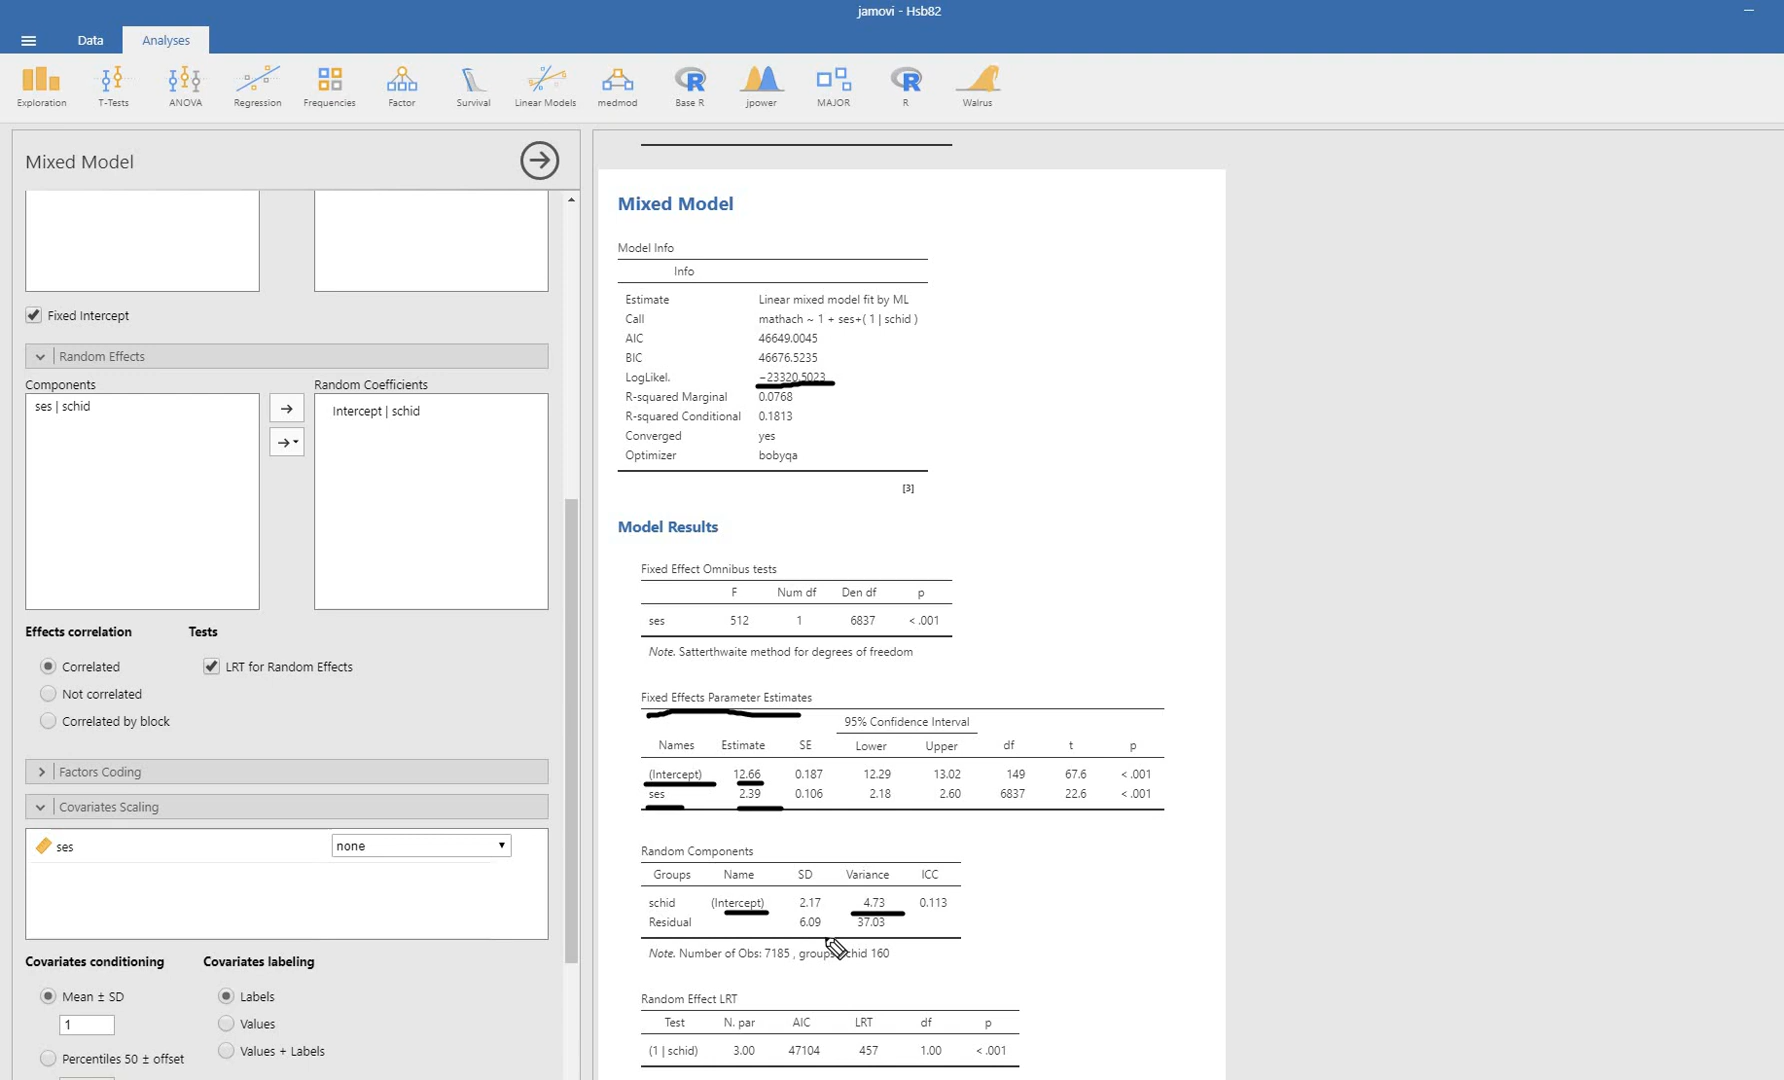 jamovi - Hsb82
Data Analyses
Exploration T-Tests ANOVA Regression Frequencies Factor Survival Linear Models medmod Base R jpower MAJOR R Walrus
Mixed Model
Fixed Intercept
Random Effects
Components Random Coefficients
ses | schid Intercept | schid
Effects correlation Tests
Correlated LRT for Random Effects
Not correlated
Correlated by block
Factors Coding
Covariates Scaling
ses none
Covariates conditioning Covariates labeling
Mean ± SD Labels
1 Values
Percentiles 50 ± offset Values + Labels
Mixed Model
Model Info
Info
Estimate Linear mixed model fit by ML
Call mathach ~ 1 + ses+( 1 | schid )
AIC 46649.0045
BIC 46676.5235
LogLikel. −23320.5023
R-squared Marginal 0.0768
R-squared Conditional 0.1813
Converged yes
Optimizer bobyqa
[3]
Model Results
Fixed Effect Omnibus tests
F Num df Den df p
ses 512 1 6837 < .001
Note. Satterthwaite method for degrees of freedom
Fixed Effects Parameter Estimates
95% Confidence Interval
Names Estimate SE Lower Upper df t p
(Intercept) 12.66 0.187 12.29 13.02 149 67.6 < .001
ses 2.39 0.106 2.18 2.60 6837 22.6 < .001
Random Components
Groups Name SD Variance ICC
schid (Intercept) 2.17 4.73 0.113
Residual 6.09 37.03
Note. Number of Obs: 7185 , groups: schid 160
Random Effect LRT
Test N. par AIC LRT df p
(1 | schid) 3.00 47104 457 1.00 < .001